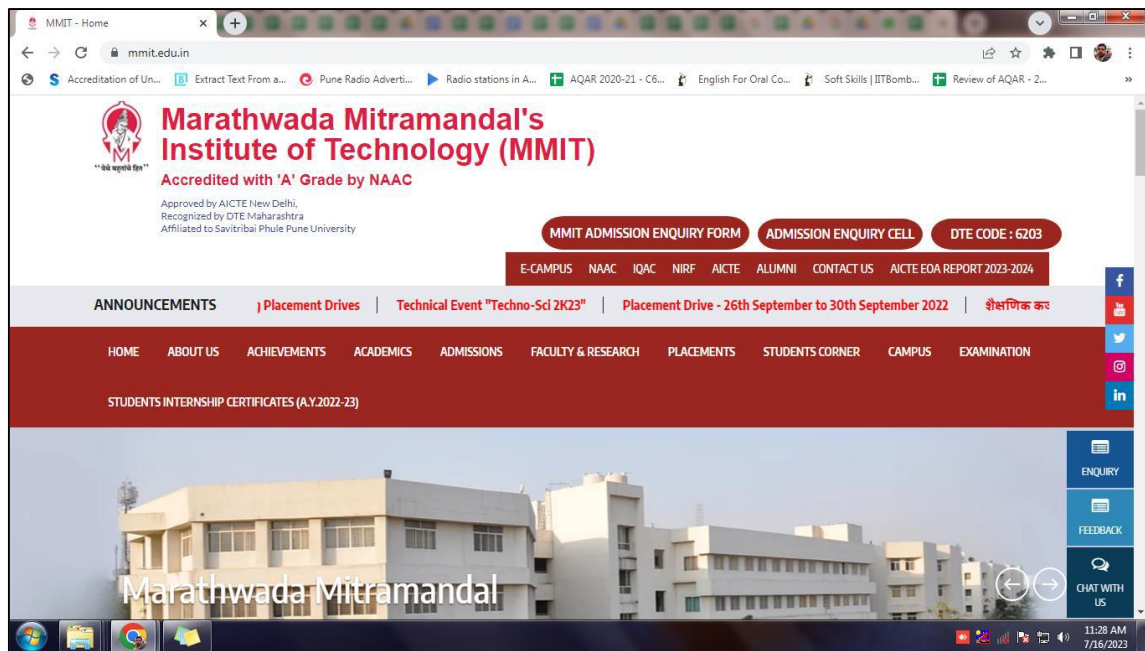 MMIT - Home
mmit.edu.in
Accreditation of Un... Extract Text From a... Pune Radio Adverti... Radio stations in A... AQAR 2020-21 - C6... English For Oral Co... Soft Skills | IITBomb... Review of AQAR - 2... »
Marathwada Mitramandal's
Institute of Technology (MMIT)
Accredited with 'A' Grade by NAAC
Approved by AICTE New Delhi,
Recognized by DTE Maharashtra
Affiliated to Savitribai Phule Pune University
MMIT ADMISSION ENQUIRY FORM ADMISSION ENQUIRY CELL DTE CODE : 6203
E-CAMPUS NAAC IQAC NIRF AICTE ALUMNI CONTACT US AICTE EOA REPORT 2023-2024
ANNOUNCEMENTS Placement Drives | Technical Event "Techno-Sci 2K23" | Placement Drive - 26th September to 30th September 2022 | शैक्षणिक
HOME ABOUT US ACHIEVEMENTS ACADEMICS ADMISSIONS FACULTY & RESEARCH PLACEMENTS STUDENTS CORNER CAMPUS EXAMINATION
STUDENTS INTERNSHIP CERTIFICATES (A.Y.2022-23)
ENQUIRY
FEEDBACK
CHAT WITH
US
Marathwada Mitramandal
11:28 AM
7/16/2023